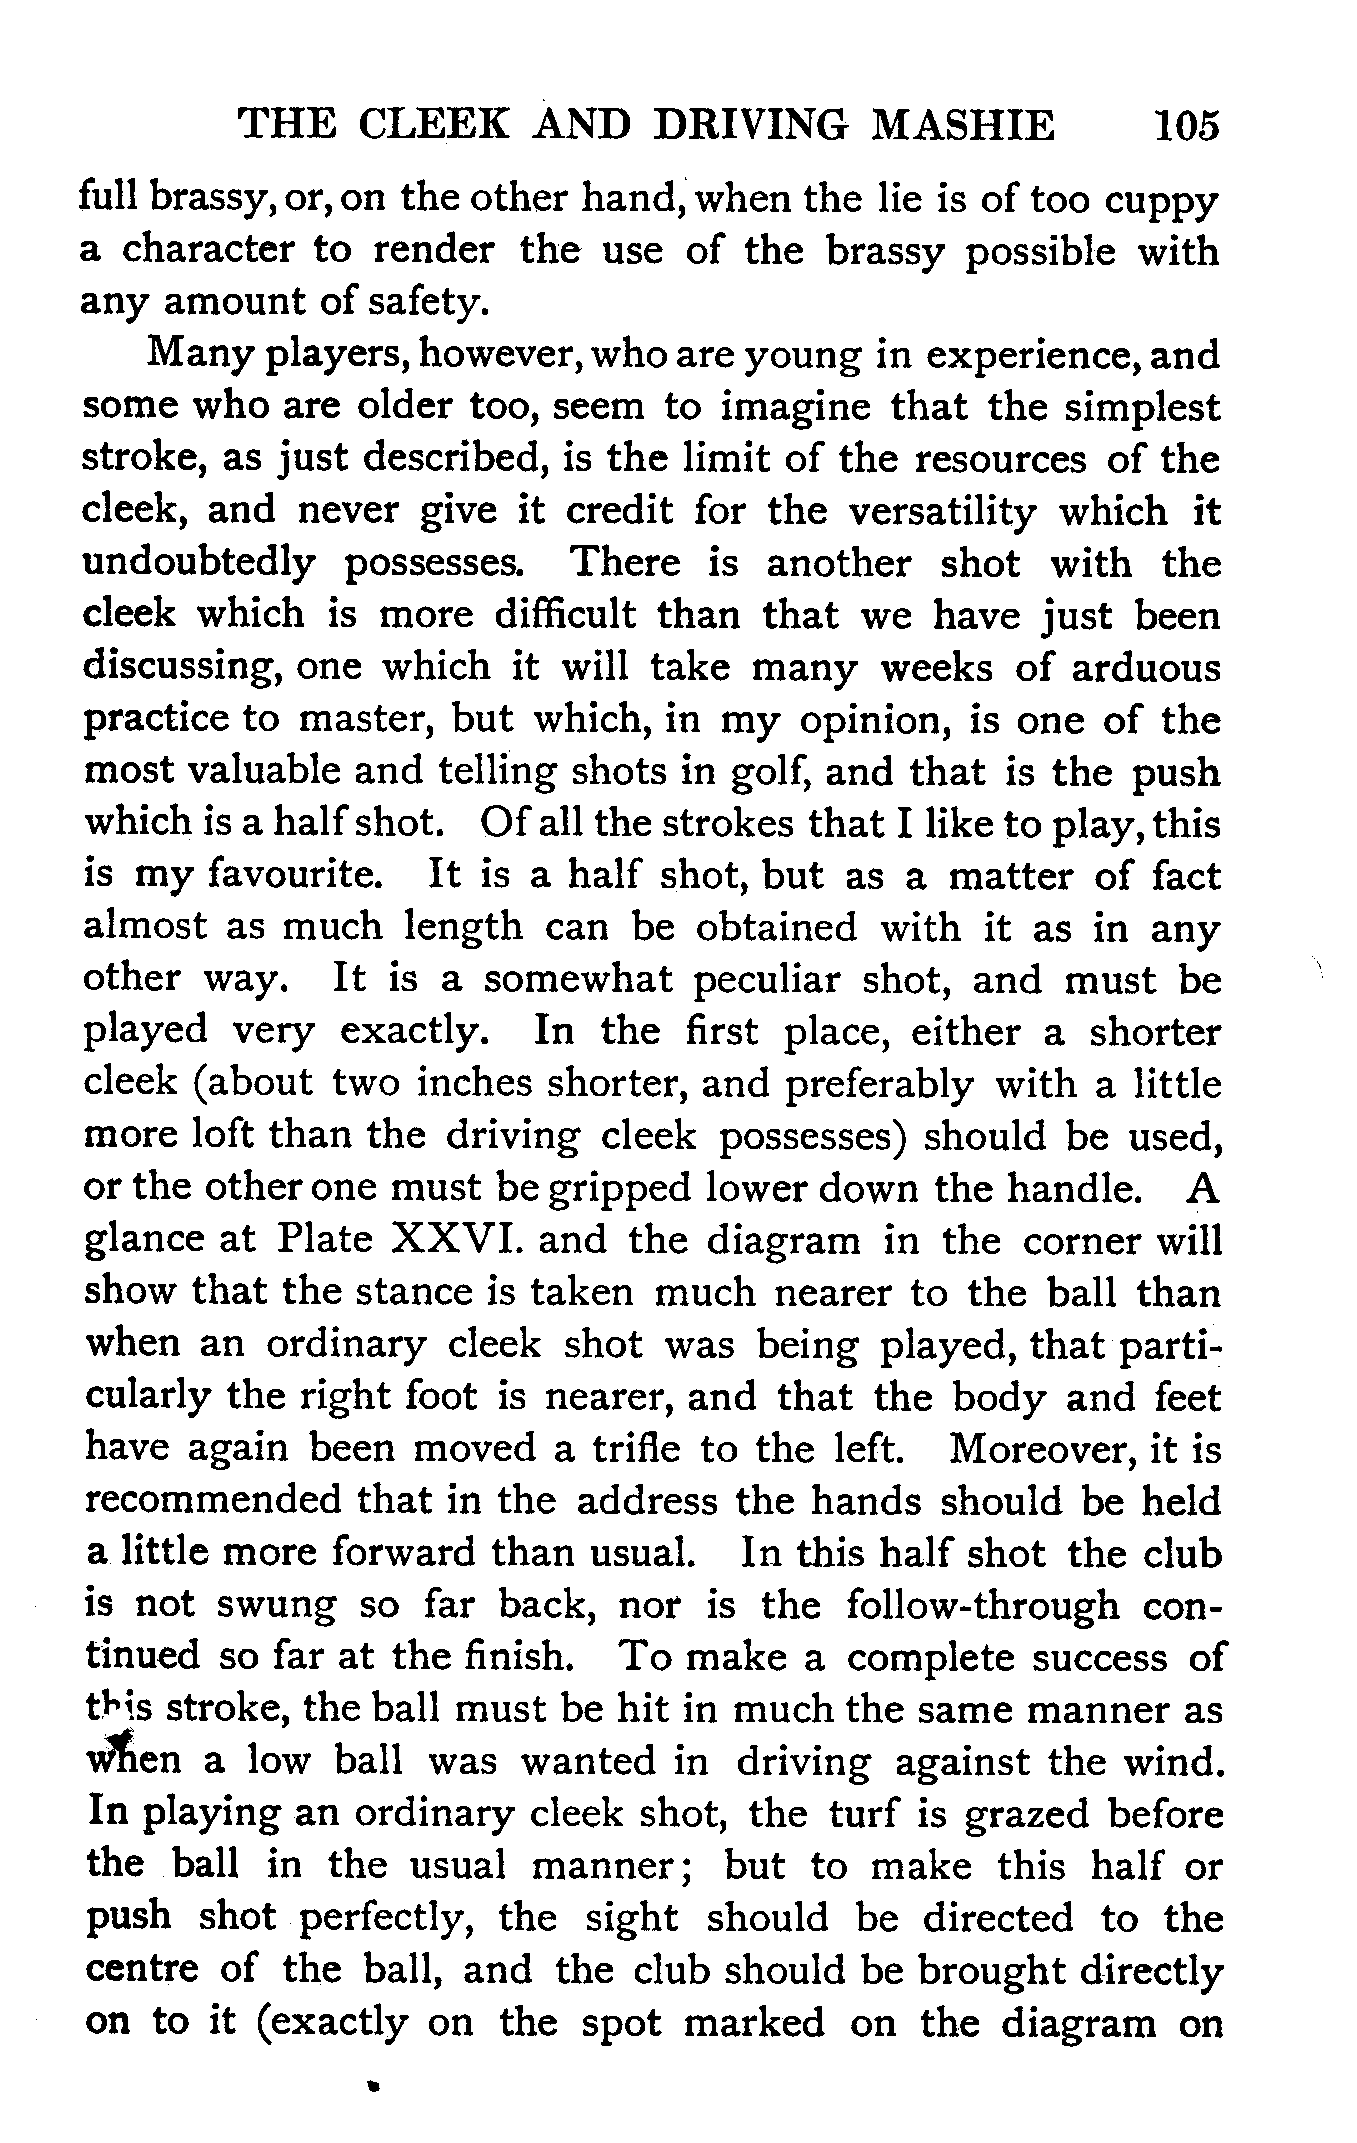 THE CLEEK AND DRIVING MASHIE 105
full brassy, or, on the other hand, when the lie is of too cuppy
a character to render the use of the brassy possible with
any amount of safety.
Many players, however, who are young in experience, and
some who are older too, seem to imagine that the simplest
stroke, as just described, is the limit of the resources of the
cleek, and never give it credit for the versatility which it
undoubtedly possesses. There is another shot with the
cleek which is more difficult than that we have just been
discussing, one which it will take many weeks of arduous
practice to master, but which, in my opinion, is one of the
most valuable and telling shots in golf, and that is the push
which is a half shot. Of all the strokes that I like to play, this
is my favourite. It is a half shot, but as a matter of fact
almost as much length can be obtained with it as in any
other way. It is a somewhat peculiar shot, and must be
played very exactly. In the first place, either a shorter
cleek (about two inches shorter, and preferably with a little
more loft than the driving cleek possesses) should be used,
or the other one must be gripped lower down the handle. A
glance at Plate XXVI. and the diagram in the corner will
show that the stance is taken much nearer to the ball than
when an ordinary cleek shot was being played, that parti-
cularly the right foot is nearer, and that the body and feet
have again been moved a trifle to the left. Moreover, it is
recommended that in the address the hands should be held
a little more forward than usual. In this half shot the club
is not swung so far back, nor is the follow-through con-
tinued so far at the finish. To make a complete success of
this stroke, the ball must be hit in much the same manner as
when a low ball was wanted in driving against the wind.
In playing an ordinary cleek shot, the turf is grazed before
the ball in the usual manner; but to make this half or
push shot perfectly, the sight should be directed to the
centre of the ball, and the club should be brought directly
on to it (exactly on the spot marked on the diagram on